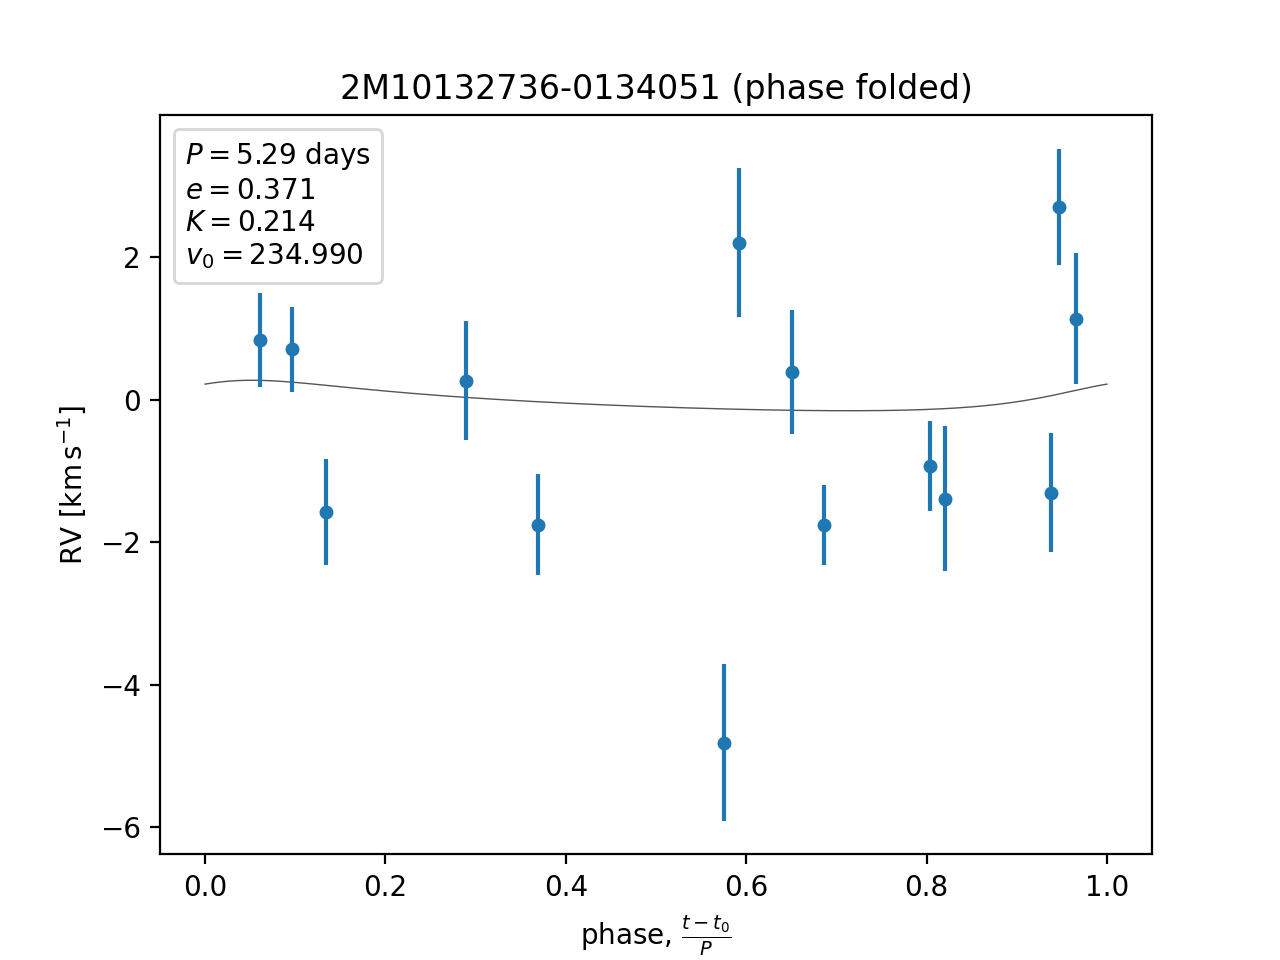 2M10132736-0134051 (phase folded)
P = 5.29 days
e = 0.371
K = 0.214
v₀ = 234.990
2
0
−2
−4
−6
RV [km s⁻¹]
0.0 0.2 0.4 0.6 0.8 1.0
phase, (t − t₀)/P